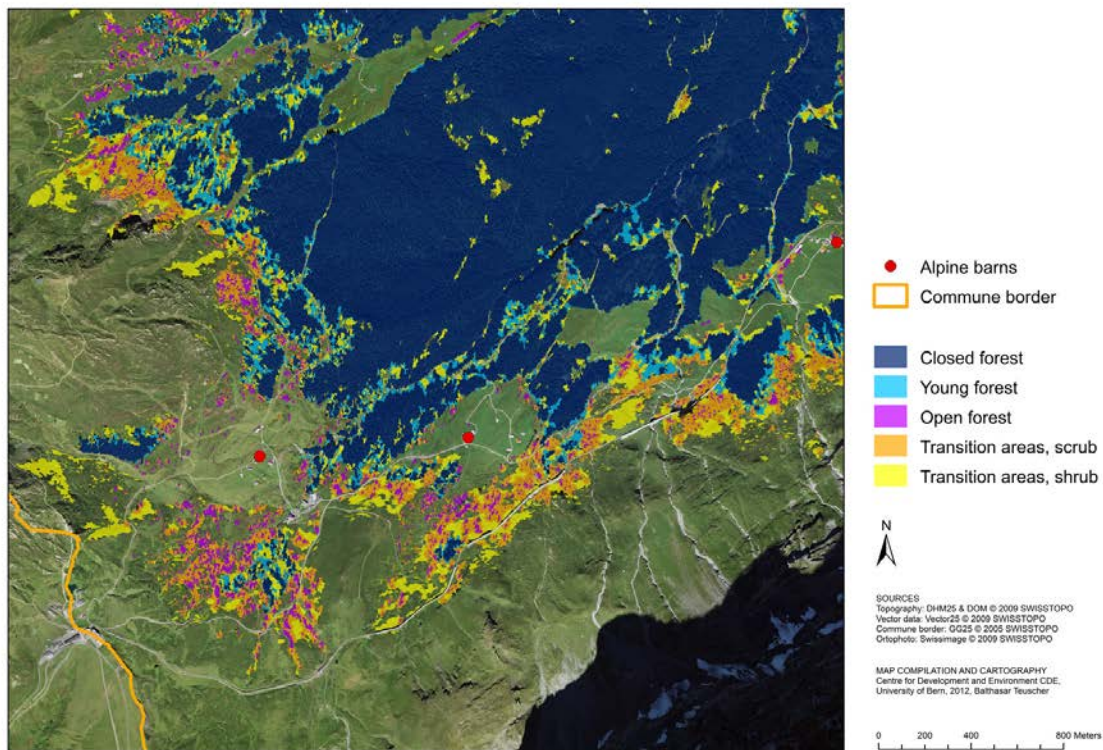 Alpine barns
Commune border
Closed forest
Young forest
Open forest
Transition areas, scrub
Transition areas, shrub
N
SOURCES
Topography: DHM25 & DOM © 2009 SWISSTOPO
Vector data: Vector25 © 2009 SWISSTOPO
Commune border: GG25 © 2005 SWISSTOPO
Ortophoto: Swissimage © 2009 SWISSTOPO
MAP COMPILATION AND CARTOGRAPHY
Centre for Development and Environment CDE,
University of Bern, 2012, Balthasar Teuscher
0 200 400 800 Meters